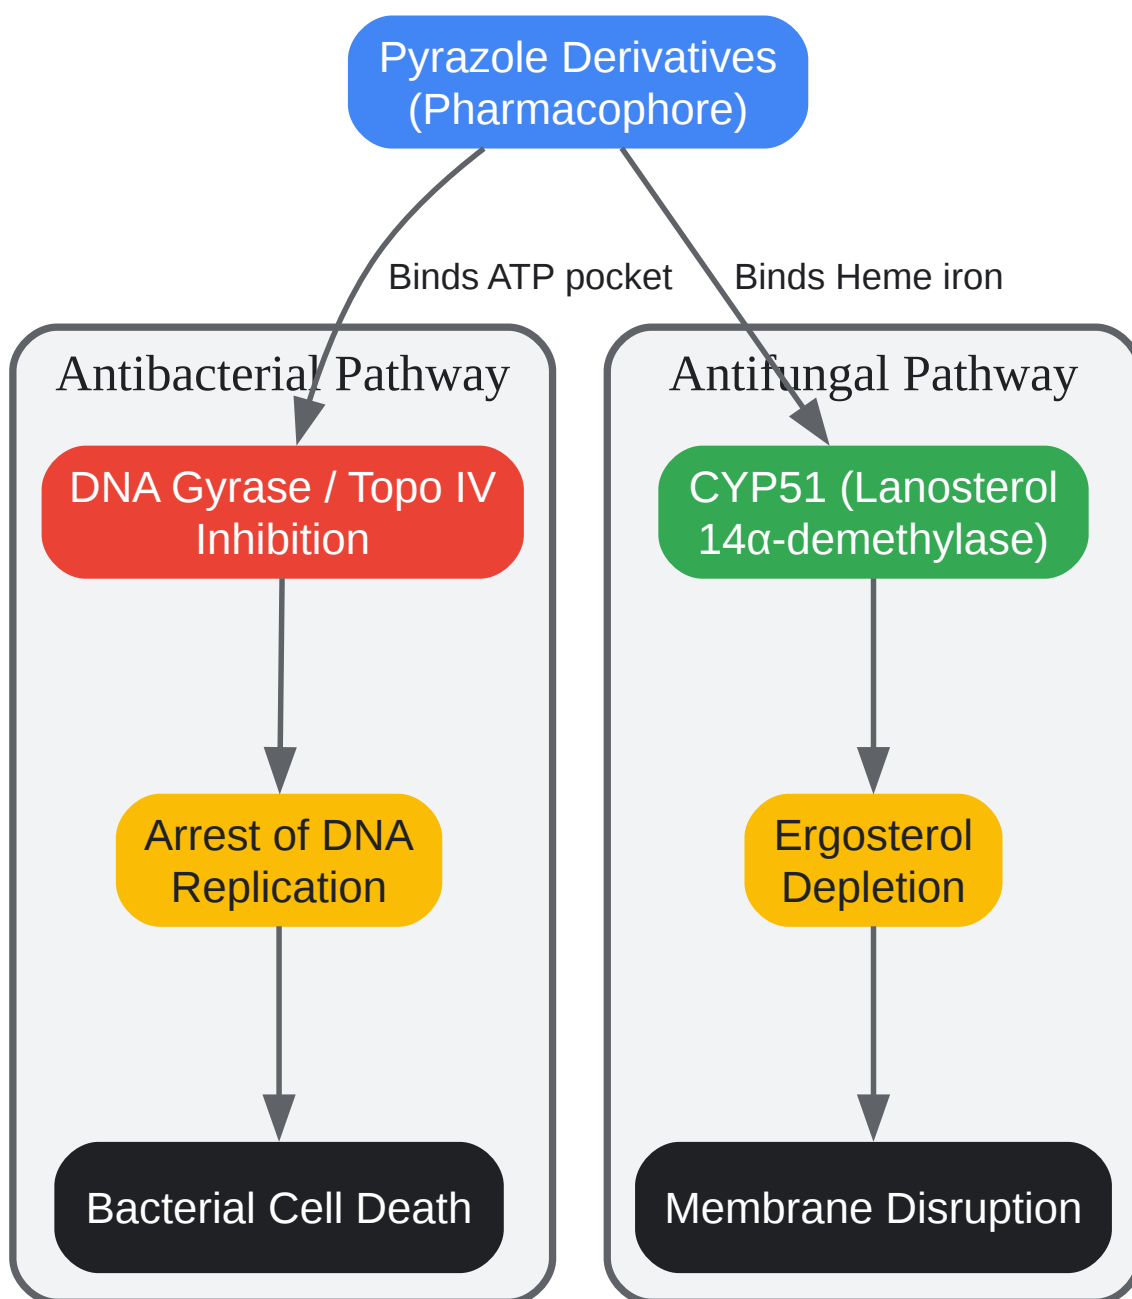 Pyrazole Derivatives
(Pharmacophore)
Binds ATP pocket
Binds Heme iron
Antibacterial Pathway
DNA Gyrase / Topo IV
Inhibition
Arrest of DNA
Replication
Bacterial Cell Death
Antifungal Pathway
CYP51 (Lanosterol
14α-demethylase)
Ergosterol
Depletion
Membrane Disruption